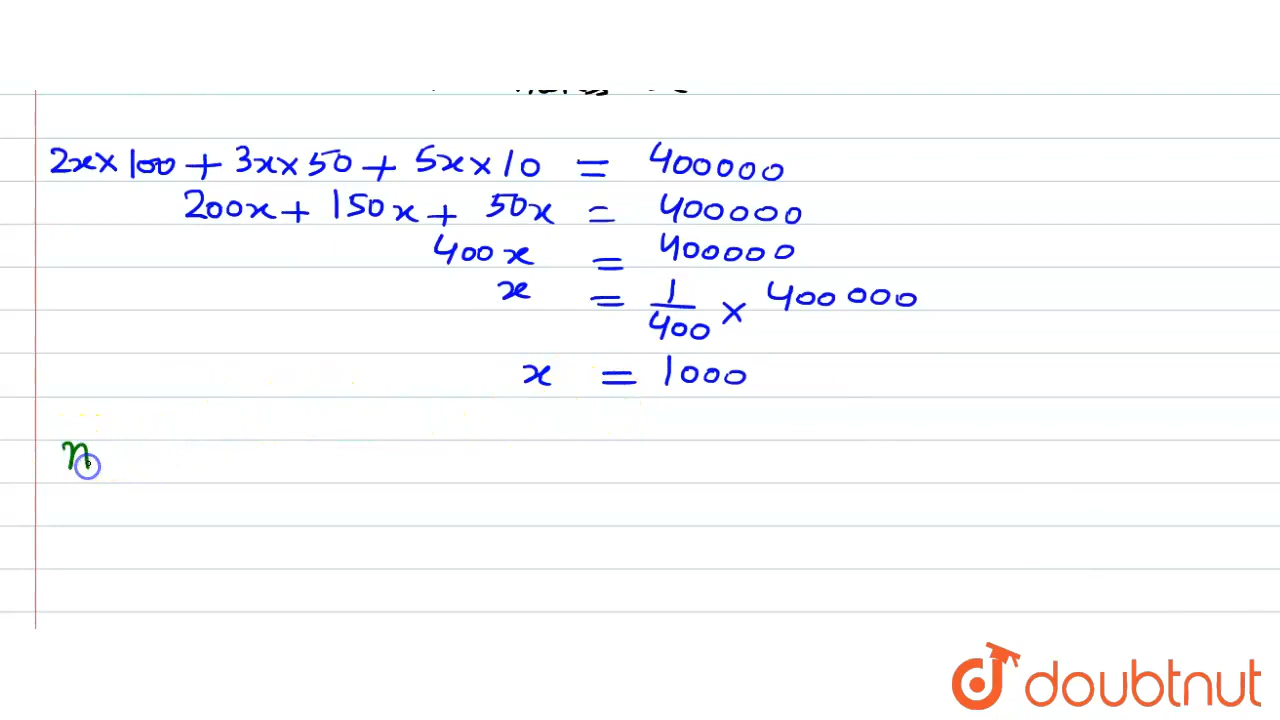 2x × 100 + 3x × 50 + 5x × 10 = 400000
200x + 150x + 50x = 400000
400x = 400000
x = 1/400 × 400000
x = 1000
n
doubtnut